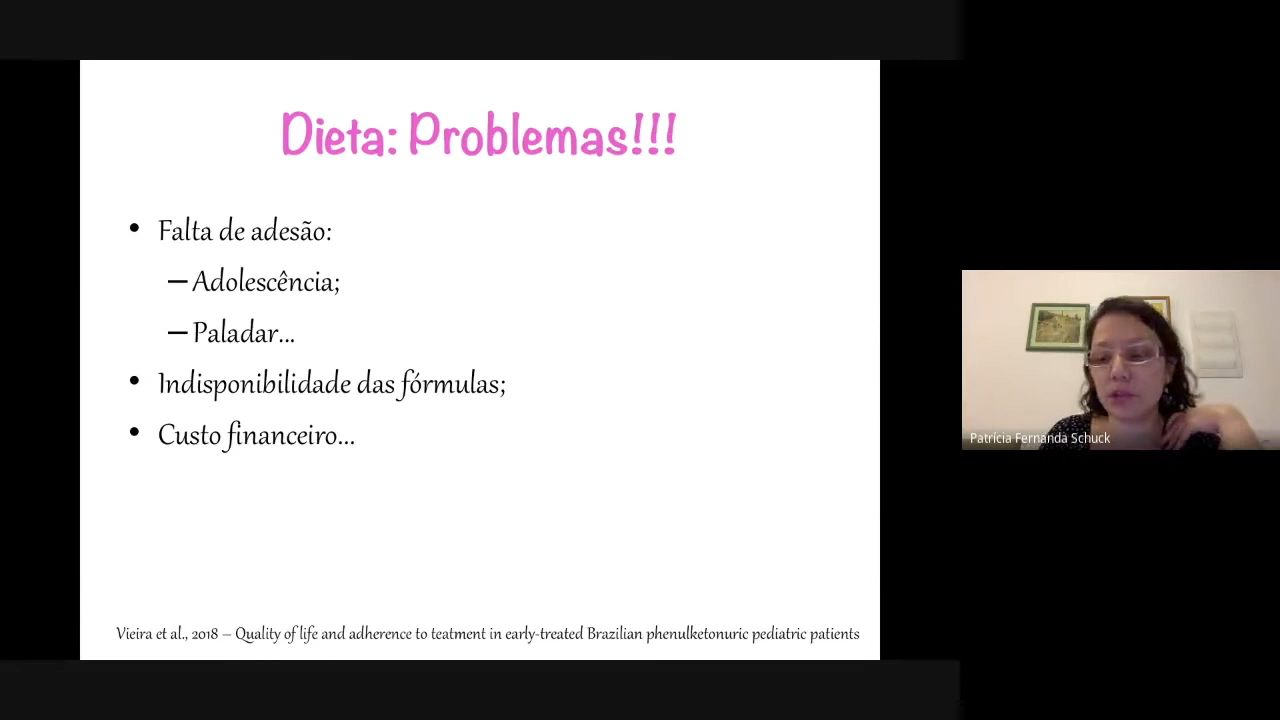 Dieta: Problemas!!!
• Falta de adesão:
– Adolescência;
– Paladar...
• Indisponibilidade das fórmulas;
• Custo financeiro...
Vieira et al., 2018 – Quality of life and adherence to teatment in early-treated Brazilian phenulketonuric pediatric patients
Patrícia Fernanda Schuck